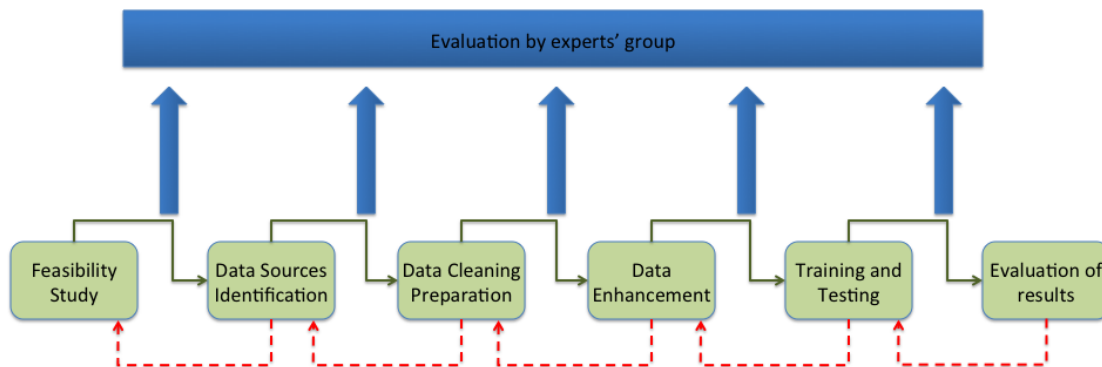 Evaluation by experts' group
Feasibility
Study
Data Sources
Identification
Data Cleaning
Preparation
Data
Enhancement
Training and
Testing
Evaluation of
results